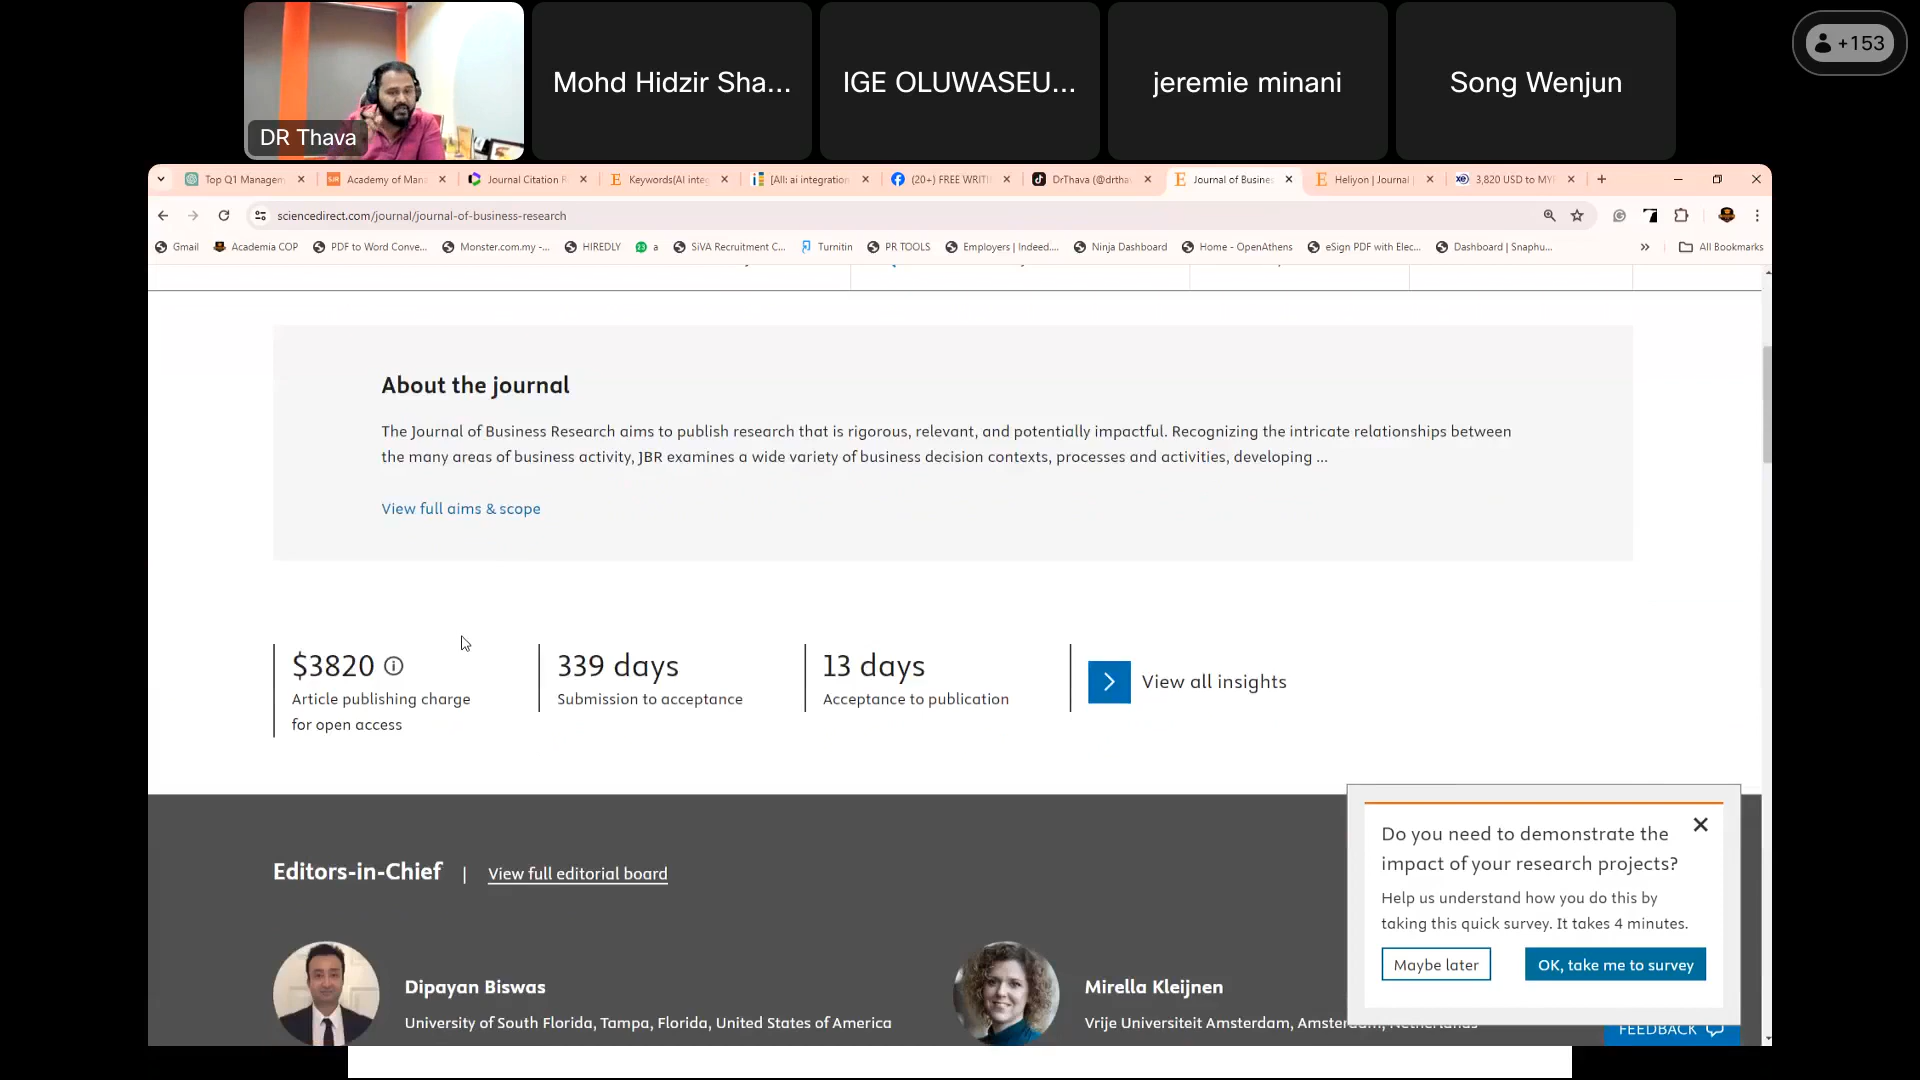 DR Thava
Mohd Hidzir Sha...
IGE OLUWASEU...
jeremie minani
Song Wenjun
+153
Top Q1 Managem
Academy of Man
Journal Citation R
Keywords(AI integ
[All: ai integration
(20+) FREE WRITI
DrThava (@drtha
Journal of Busine
Heliyon | Journal
3,820 USD to MY
sciencedirect.com/journal/journal-of-business-research
Gmail
Academia COP
PDF to Word Conve...
Monster.com.my -...
HIREDLY
a
SiVA Recruitment C...
Turnitin
PR TOOLS
Employers | Indeed....
Ninja Dashboard
Home - OpenAthens
eSign PDF with Elec...
Dashboard | Snaphu...
»
All Bookmarks
About the journal
The Journal of Business Research aims to publish research that is rigorous, relevant, and potentially impactful. Recognizing the intricate relationships between
the many areas of business activity, JBR examines a wide variety of business decision contexts, processes and activities, developing ...
View full aims & scope
$3820
Article publishing charge
for open access
339 days
Submission to acceptance
13 days
Acceptance to publication
View all insights
Editors-in-Chief | View full editorial board
Dipayan Biswas
University of South Florida, Tampa, Florida, United States of America
Mirella Kleijnen
Vrije Universiteit Amsterdam, Amsterdam, Netherlands
Do you need to demonstrate the
impact of your research projects?
Help us understand how you do this by
taking this quick survey. It takes 4 minutes.
Maybe later
OK, take me to survey
FEEDBACK